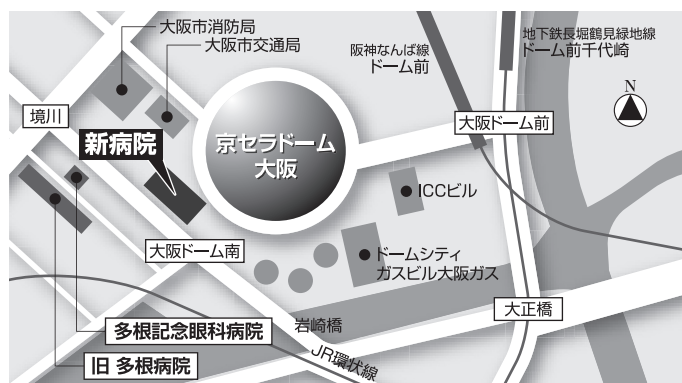 大阪市消防局
大阪市交通局
阪神なんば線
ドーム前
地下鉄長堀鶴見緑地線
ドーム前千代崎
N
境川
新病院
京セラドーム
大阪
大阪ドーム前
ICCビル
ドームシティ
ガスビル大阪ガス
大阪ドーム南
大正橋
岩崎橋
多根記念眼科病院
JR環状線
旧 多根病院